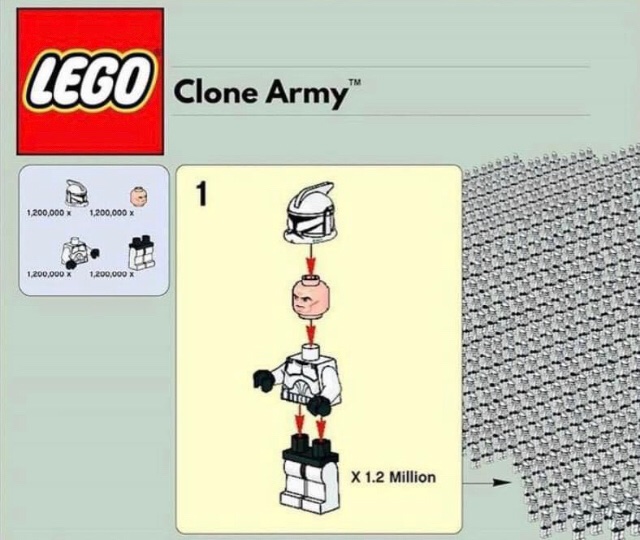 LEGO
Clone Army™
1,200,000 x 1,200,000 x
1,200,000 x 1,200,000 x
1
X 1.2 Million